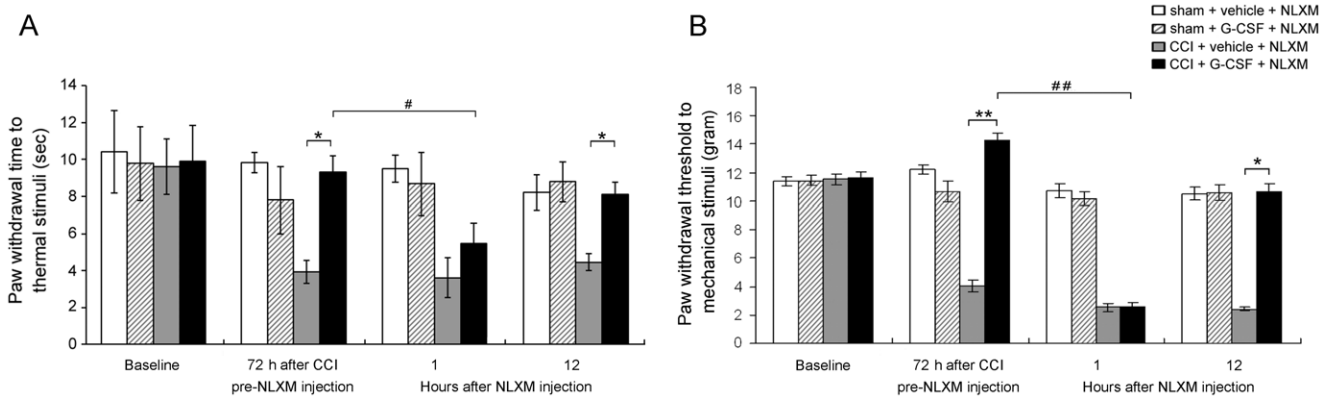 A
Paw withdrawal time to
thermal stimuli (sec)
14
12
10
8
6
4
2
0
*
#
*
Baseline
72 h after CCI
1
12
pre-NLXM injection
Hours after NLXM injection
B
sham + vehicle + NLXM
sham + G-CSF + NLXM
CCI + vehicle + NLXM
CCI + G-CSF + NLXM
Paw withdrawal threshold to
mechanical stimuli (gram)
18
16
14
12
10
8
6
4
2
0
**
##
*
Baseline
72 h after CCI
1
12
pre-NLXM injection
Hours after NLXM injection